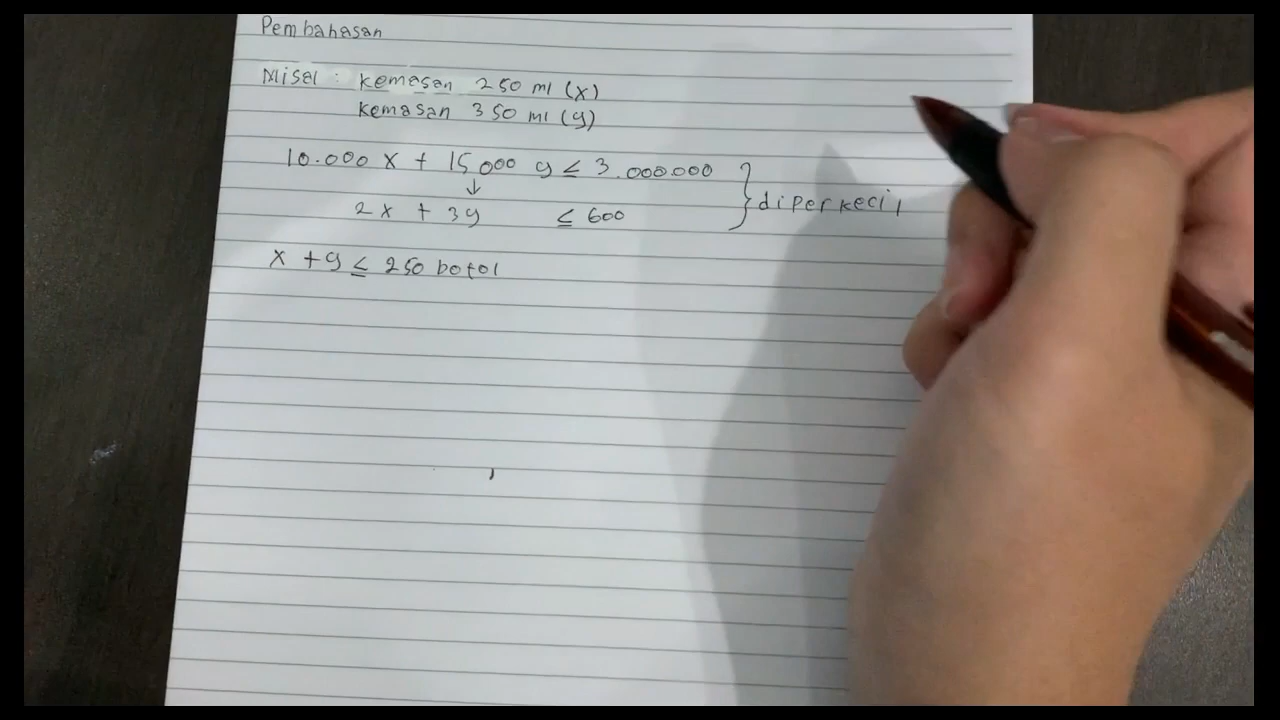 Pembahasan
Misal : Kemasan 250 ml (x)
Kemasan 350 ml (y)
10.000 x + 15.000 y ≤ 3.000.000
↓
2x + 3y ≤ 600
} diperkecil
x + y ≤ 250 botol